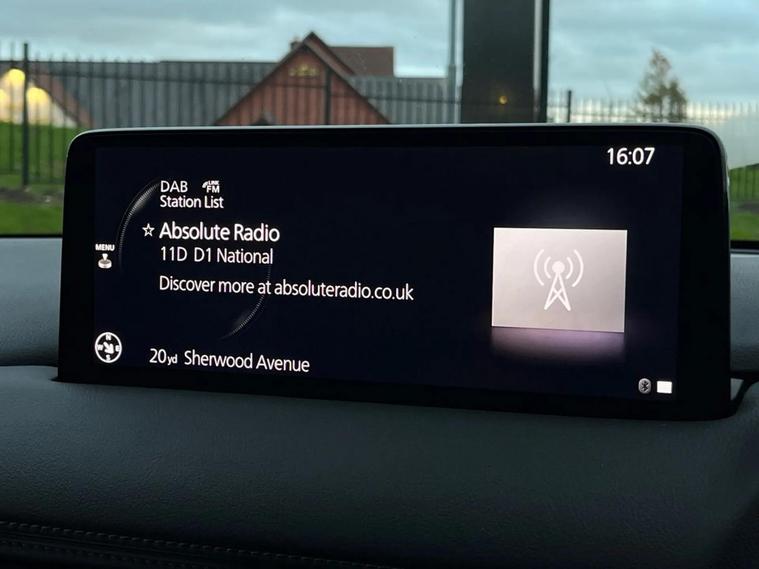 16:07
DAB LINK FM
Station List
☆ Absolute Radio
11D D1 National
MENU
Discover more at absoluteradio.co.uk
N
W E
S
20yd Sherwood Avenue